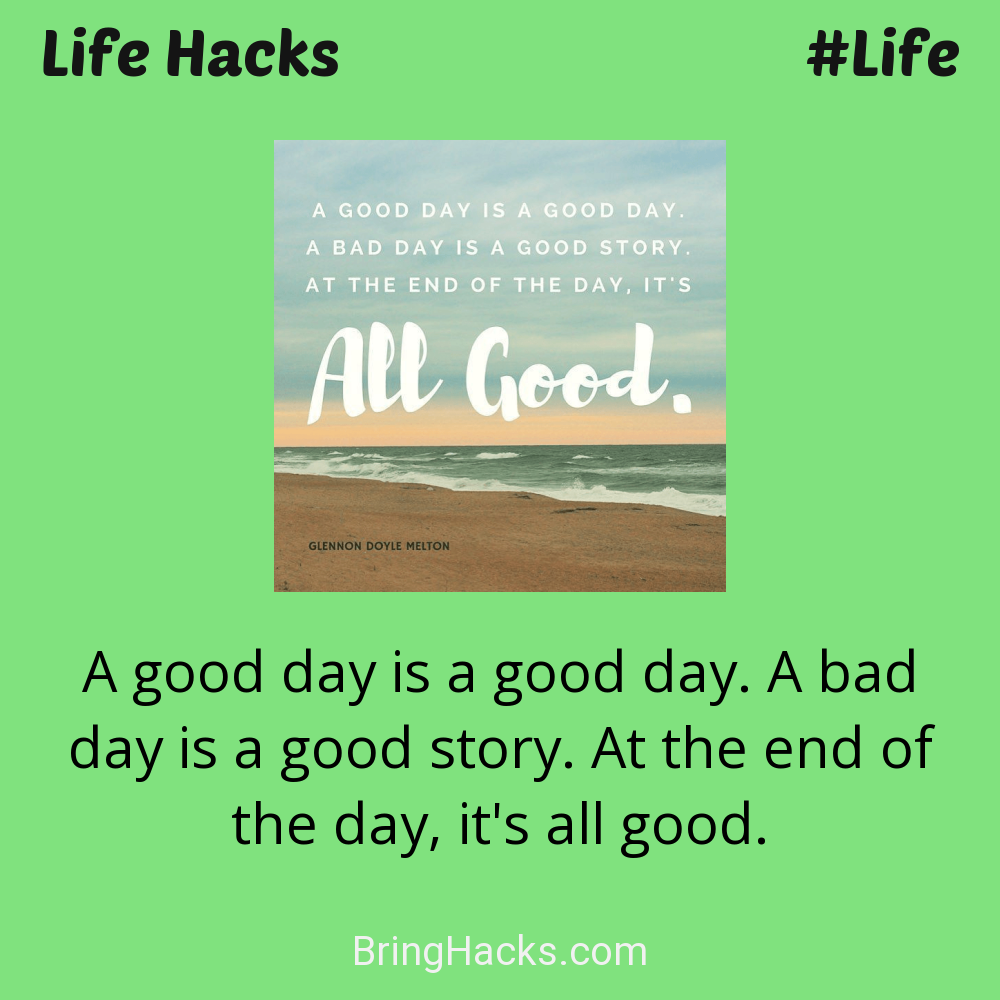 Life Hacks
#Life
A GOOD DAY IS A GOOD DAY.
A BAD DAY IS A GOOD STORY.
AT THE END OF THE DAY, IT'S
All Good.
GLENNON DOYLE MELTON
A good day is a good day. A bad
day is a good story. At the end of
the day, it's all good.
BringHacks.com